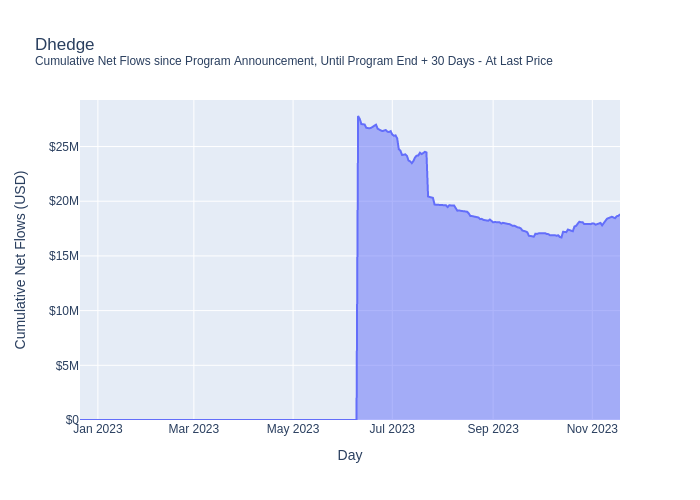 Dhedge
Cumulative Net Flows since Program Announcement, Until Program End + 30 Days - At Last Price
Cumulative Net Flows (USD)
$25M
$20M
$15M
$10M
$5M
$0
Jan 2023
Mar 2023
May 2023
Jul 2023
Sep 2023
Nov 2023
Day